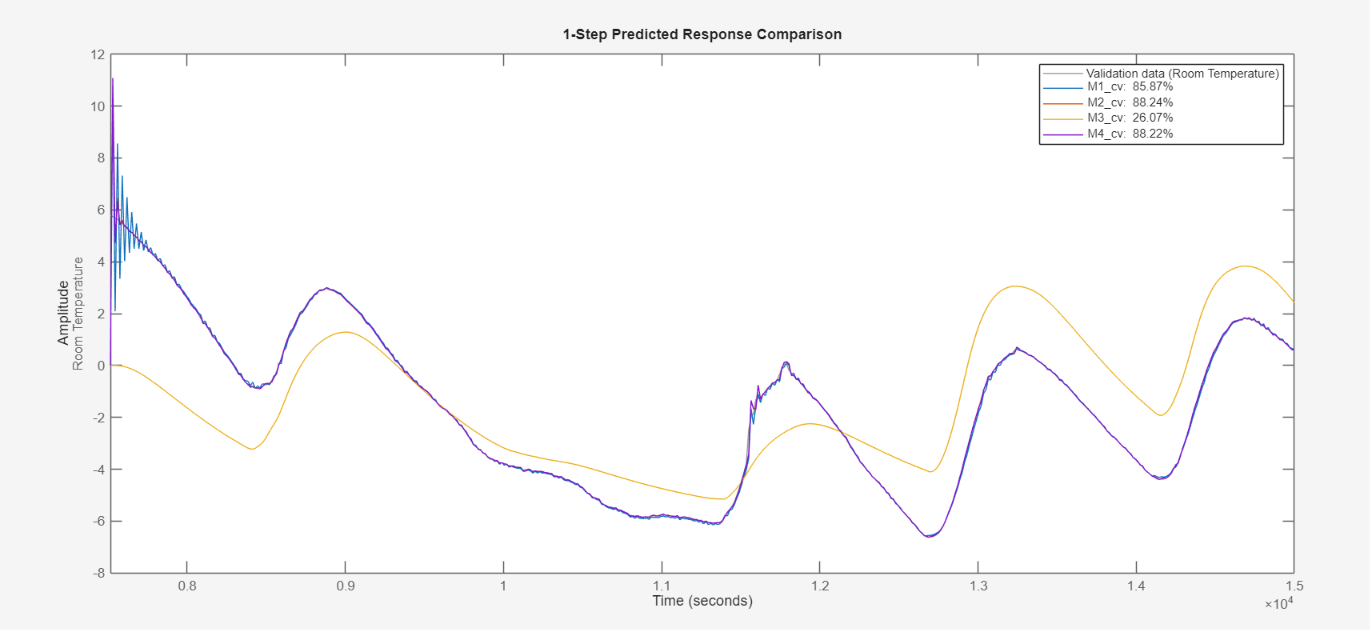 1-Step Predicted Response Comparison
Validation data (Room Temperature)
M1_cv: 85.87%
M2_cv: 88.24%
M3_cv: 26.07%
M4_cv: 88.22%
12
10
8
6
4
2
0
-2
-4
-6
-8
Amplitude
Room Temperature
0.8 0.9 1 1.1 1.2 1.3 1.4 1.5
Time (seconds)
×10⁴